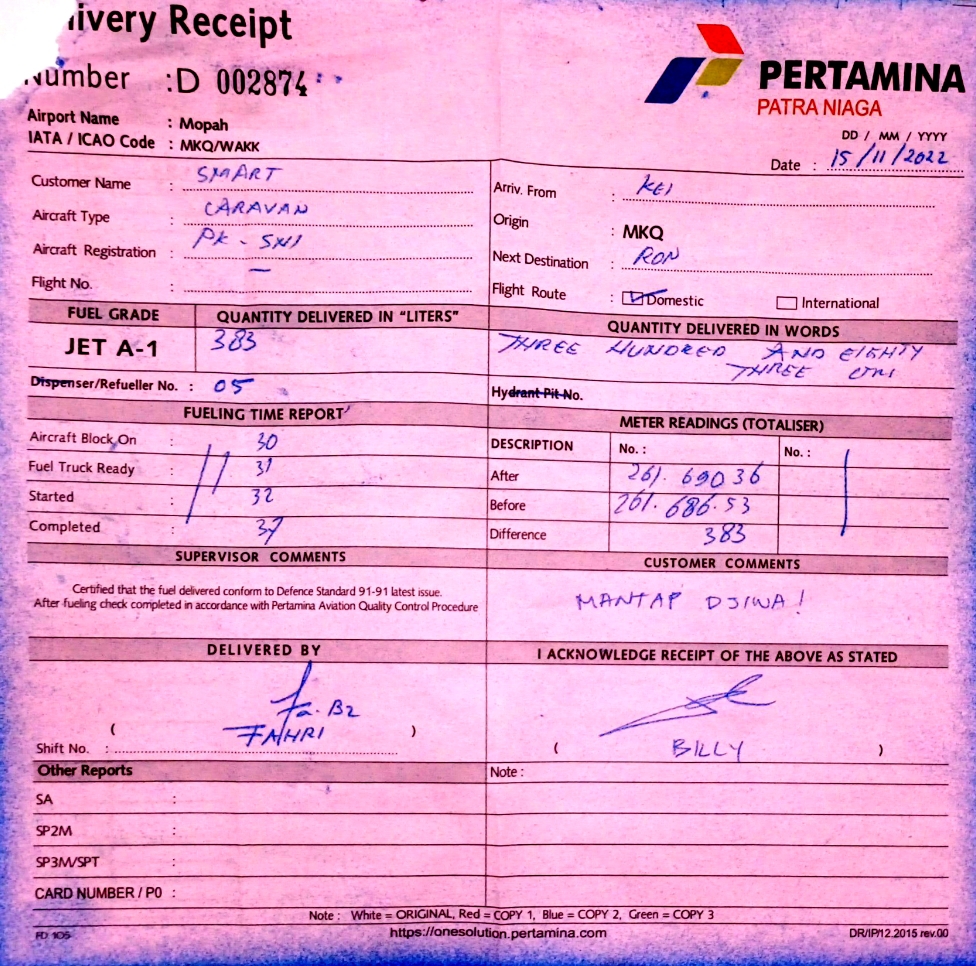 ivery Receipt
Number : D 002874
PERTAMINA
PATRA NIAGA
Airport Name : Mopah
IATA / ICAO Code : MKQ/WAKK
DD / MM / YYYY
Date : 15/11/2022
Customer Name : SMART
Aircraft Type : CARAVAN
Aircraft Registration : PK - SNI
Flight No. : —
Arriv. From : KEI
Origin : MKQ
Next Destination : RON
Flight Route : Domestic International
FUEL GRADE QUANTITY DELIVERED IN "LITERS"
JET A-1 383
QUANTITY DELIVERED IN WORDS
THREE HUNDRED AND EIGHTY
THREE
Dispenser/Refueller No. : 05
Hydrant Pit No.
FUELING TIME REPORT
Aircraft Block On : 30
Fuel Truck Ready : 31
Started : 32
Completed : 37
METER READINGS (TOTALISER)
DESCRIPTION No. : No. :
After 261. 690 36
Before 261. 686.53
Difference 383
SUPERVISOR COMMENTS
Certified that the fuel delivered conform to Defence Standard 91-91 latest issue.
After fueling check completed in accordance with Pertamina Aviation Quality Control Procedure
CUSTOMER COMMENTS
MANTAP DJIWA!
DELIVERED BY
Fa. B2
( FAHRI )
Shift No. :
I ACKNOWLEDGE RECEIPT OF THE ABOVE AS STATED
( BILLY )
Other Reports
SA :
SP2M :
SP3M/SPT :
CARD NUMBER / P0 :
Note :
Note : White = ORIGINAL, Red = COPY 1, Blue = COPY 2, Green = COPY 3
FD 105
https://onesolution.pertamina.com
DR/IP/12.2015 rev.00